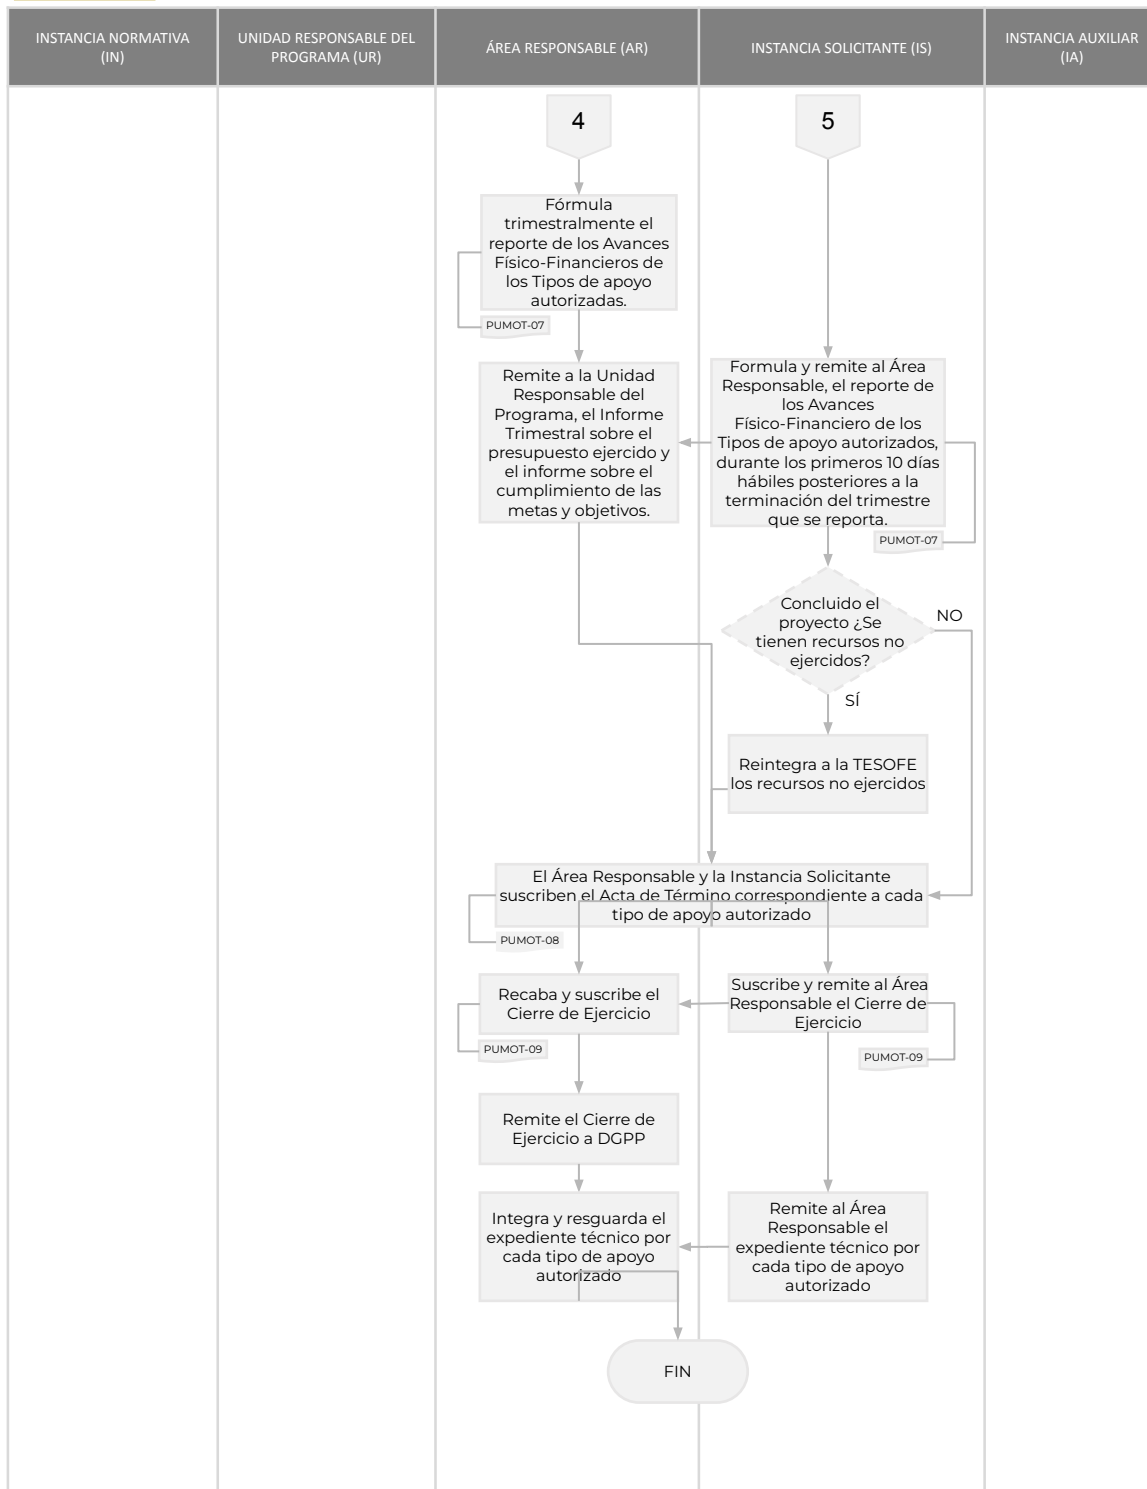 INSTANCIA NORMATIVA
(IN)
UNIDAD RESPONSABLE DEL
PROGRAMA (UR)
ÁREA RESPONSABLE (AR)
INSTANCIA SOLICITANTE (IS)
INSTANCIA AUXILIAR
(IA)
4
5
Fórmula
trimestralmente el
reporte de los Avances
Físico-Financieros de
los Tipos de apoyo
autorizadas.
PUMOT-07
Remite a la Unidad
Responsable del
Programa, el Informe
Trimestral sobre el
presupuesto ejercido y
el informe sobre el
cumplimiento de las
metas y objetivos.
Formula y remite al Área
Responsable, el reporte de
los Avances
Físico-Financiero de los
Tipos de apoyo autorizados,
durante los primeros 10 días
hábiles posteriores a la
terminación del trimestre
que se reporta.
PUMOT-07
Concluido el
proyecto ¿Se
tienen recursos no
ejercidos?
NO
SÍ
Reintegra a la TESOFE
los recursos no ejercidos
El Área Responsable y la Instancia Solicitante
suscriben el Acta de Término correspondiente a cada
tipo de apoyo autorizado
PUMOT-08
Recaba y suscribe el
Cierre de Ejercicio
PUMOT-09
Suscribe y remite al Área
Responsable el Cierre de
Ejercicio
PUMOT-09
Remite el Cierre de
Ejercicio a DGPP
Integra y resguarda el
expediente técnico por
cada tipo de apoyo
autorizado
Remite al Área
Responsable el
expediente técnico por
cada tipo de apoyo
autorizado
FIN